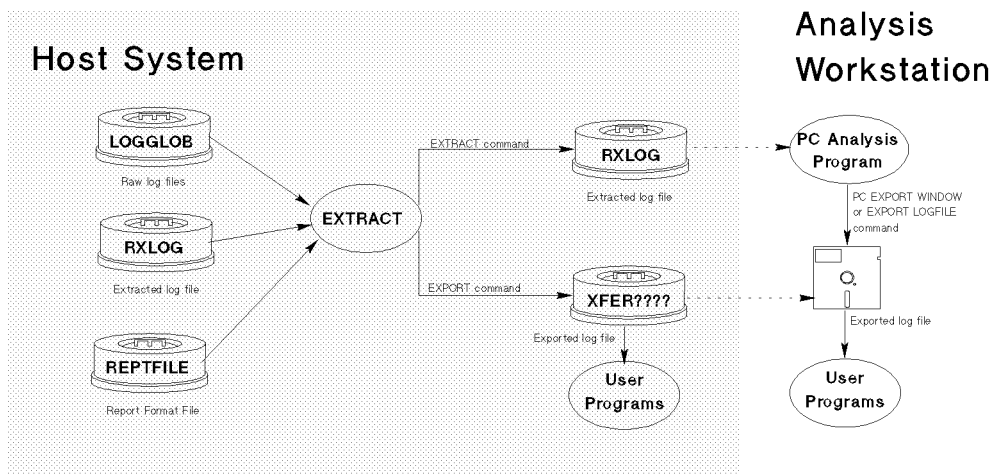 Host System
Analysis
Workstation
LOGGLOB
Raw log files
RXLOG
Extracted log file
REPTFILE
Report Format File
EXTRACT
EXTRACT command
EXPORT command
RXLOG
Extracted log file
XFER????
Exported log file
User
Programs
PC Analysis
Program
PC EXPORT WINDOW
or EXPORT LOGFILE
command
Exported log file
User
Programs